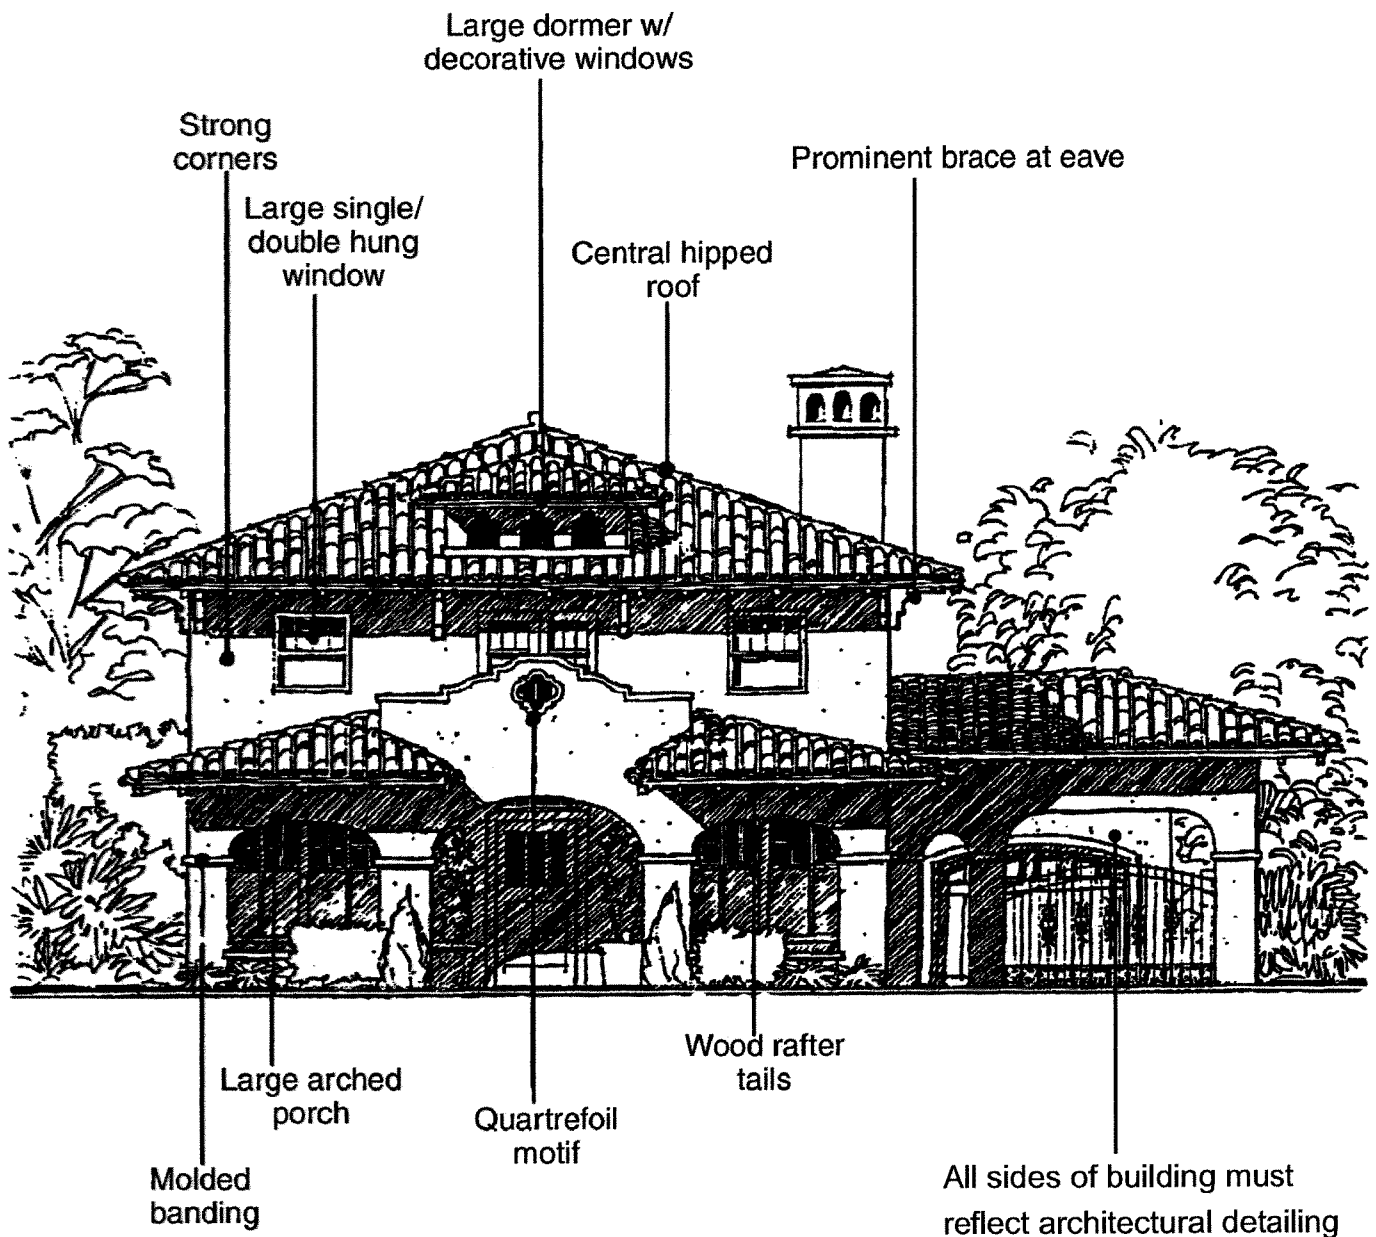 Large dormer w/
decorative windows
Strong
corners
Prominent brace at eave
Large single/
double hung
window
Central hipped
roof
Wood rafter
tails
Large arched
porch
Quartrefoil
motif
Molded
banding
All sides of building must
reflect architectural detailing